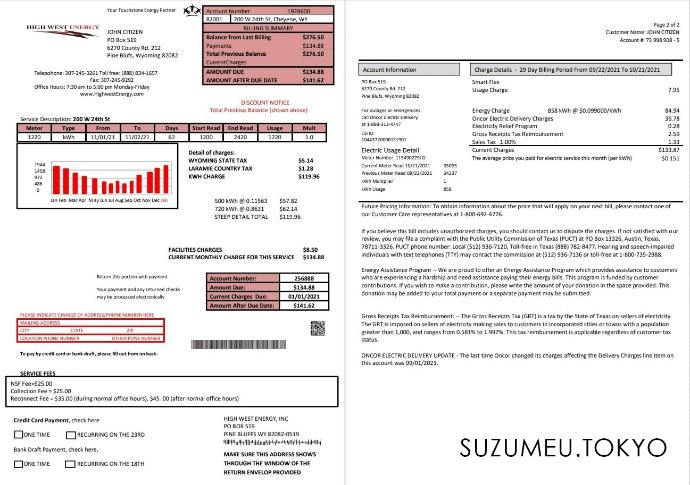 Your Touchstone Energy Partner
HIGH WEST ENERGY
JOHN CITIZEN
PO Box 519
6270 County Rd. 212
Pine Bluffs, Wyoming 82082
Telephone: 307-245-3261 Toll free: (888) 834-1657
Fax: 307-245-9292
Office Hours: 7:30 am to 5:00 pm Monday-Friday
www.HighwestEnergy.com
Account Number 1928600
82001 200 W 24th St, Cheyene, WY
BILLING SUMMARY
Balance from Last Billing $276.50
Payments $134.88
Total Previous Balance $276.50
CurrentCharges
AMOUNT DUE $134.88
AMOUNT AFTER DUE DATE $141.62
DISCOUNT NOTICE
Total Previous Balance (shown above)
Service Description: 200 W 24th St
Meter Type From To Days Start Read End Read Usage Mult
1220 kWh 11/01/21 11/02/21 62 1200 2420 1220 1.0
1944
1458
972
486
0
Jan Feb Mar Apr May Jun Jul Aug Sep Oct Nov Dec Jan
Detail of charges:
WYOMING STATE TAX $5.14
LARAMIE COUNTRY TAX $1.28
KWH CHARGE $119.96
500 kWh @ 0.11563 $57.82
720 kWh @ 0.8631 $62.14
STEEP DETAIL TOTAL $119.96
FACILITIES CHARGES $8.50
CURRENT MONTHLY CHARGE FOR THIS SERVICE $134.88
Return this portion with payment
Your payment and any returned checks
may be processed electronically
Account Number: 256888
Amount Due: $134.88
Current Charges Due: 01/01/2021
Amount After Due Date: $141.62
PLEASE INDICATE CHANGE OF ADDRESS/PHONE NUMBER HERE
MAILING ADDRESS
CITY STATE ZIP
LOCATION PHONE NUMBER OTHER PHONE NUMBER
To pay by credit card or bank draft, please fill out from on back.
SERVICE FEES
NSF Fee=$25.00
Collection Fee = $25.00
Reconnect Fee = $35.00 (during normal office hours), $45 .00 (after normal office hours)
Credit Card Payment, check here
ONE TIME RECURRING ON THE 23RD
Bank Draft Payment, check here.
ONE TIME RECURRING ON THE 18TH
HIGH WEST ENERGY, INC
PO BOX 519
PINE BLUFFS WY 82082-0519
MAKE SURE THIS ADDRESS SHOWS
THROUGH THE WINDOW OF THE
RETURN ENVELOP PROVIDED
Page 2 of 2
Customer Name: JOHN CITIZEN
Account #: 73 998 908 - 5
Account Information
PO BOX 519
6270 County Rd. 212
Pine Bluffs, Wyoming 82082
For outages or emergencies
call Oncor Electric Delivery
at 1-888-313-4747
ESI ID:
Electric Usage Detail
Current Meter Read 10/21/2021 35095
Previous Meter Read 09/22/2021 34237
kWh Multiplier 1
kWh Usage 858
Charge Details - 29 Day Billing Period From 09/22/2021 To 10/21/2021
Smart Flux
Usage Charge 7.95
Energy Charge 858 kWh @ $0.099000/kWh 84.94
Oncor Electric Delivery Charges 36.78
Electricity Relief Program 0.28
Gross Receipts Tax Reimbursement 2.59
Sales Tax 1.00% 1.33
Current Charges $133.87
The average price you paid for electric service this month (per kWh) $0.151
Future Pricing Information: To obtain information about the price that will apply on your next bill, please contact one of our Customer Care representatives at 1-800-692-4776.
If you believe this bill includes unauthorized charges, you should contact us to dispute the charges. If not satisfied with our
review, you may file a complaint with the Public Utility Commission of Texas (PUCT) at PO Box 13326, Austin, Texas,
78711-3326. PUCT phone number: Local (512) 936-7120, Toll-free in Texas (888) 782-8477. Hearing and speech-impaired
individuals with text telephones (TTY) may contact the commission at (512) 936-7136 or toll-free at 1-800-735-2988.
Energy Assistance Program -- We are proud to offer an Energy Assistance Program which provides assistance to customers
who are experiencing a hardship and need assistance paying their energy bills. This program is funded by customer
contributions. If you wish to make a contribution, please write the amount of your donation in the space provided. This
donation may be added to your total payment or a separate payment may be submitted.
Gross Receipts Tax Reimbursement: -- The Gross Receipts Tax (GRT) is a tax by the State of Texas on sellers of electricity.
The GRT is imposed on sellers of electricity making sales to customers in incorporated cities or towns with a population
greater than 1,000, and ranges from 0.581% to 1.997%. This tax reimbursement is applicable regardless of customer tax
status.
ONCOR ELECTRIC DELIVERY UPDATE - The last time Oncor changed its charges affecting the Delivery Charges line item on
this account was 09/01/2021.
SUZUMEU.TOKYO